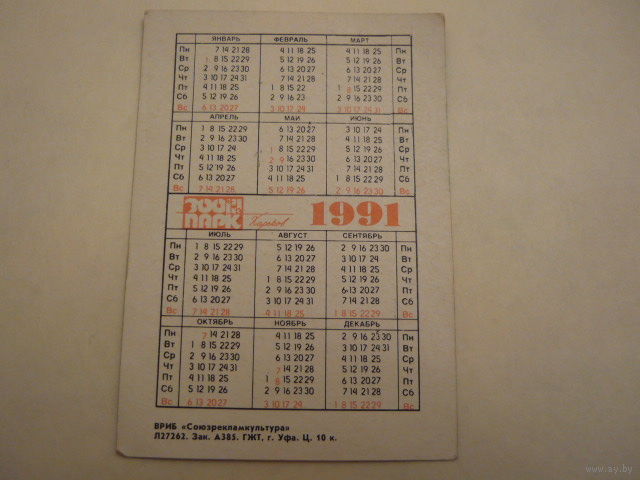 ЯНВАРЬ ФЕВРАЛЬ МАРТ
Пн 7 14 21 28 4 11 18 25 4 11 18 25 Пн
Вт 1 8 15 22 29 5 12 19 26 5 12 19 26 Вт
Ср 2 9 16 23 30 6 13 20 27 6 13 20 27 Ср
Чт 3 10 17 24 31 7 14 21 28 7 14 21 28 Чт
Пт 4 11 18 25 1 8 15 22 1 8 15 22 29 Пт
Сб 5 12 19 26 2 9 16 23 2 9 16 23 30 Сб
Вс 6 13 20 27 3 10 17 24 3 10 17 24 31 Вс
АПРЕЛЬ МАЙ ИЮНЬ
Пн 1 8 15 22 29 6 13 20 27 3 10 17 24 Пн
Вт 2 9 16 23 30 7 14 21 28 4 11 18 25 Вт
Ср 3 10 17 24 1 8 15 22 29 5 12 19 26 Ср
Чт 4 11 18 25 2 9 16 23 30 6 13 20 27 Чт
Пт 5 12 19 26 3 10 17 24 31 7 14 21 28 Пт
Сб 6 13 20 27 4 11 18 25 1 8 15 22 29 Сб
Вс 7 14 21 28 5 12 19 26 2 9 16 23 30 Вс
ЗОО ПАРК Харьков 1991
ИЮЛЬ АВГУСТ СЕНТЯБРЬ
Пн 1 8 15 22 29 5 12 19 26 2 9 16 23 30 Пн
Вт 2 9 16 23 30 6 13 20 27 3 10 17 24 Вт
Ср 3 10 17 24 31 7 14 21 28 4 11 18 25 Ср
Чт 4 11 18 25 1 8 15 22 29 5 12 19 26 Чт
Пт 5 12 19 26 2 9 16 23 30 6 13 20 27 Пт
Сб 6 13 20 27 3 10 17 24 31 7 14 21 28 Сб
Вс 7 14 21 28 4 11 18 25 1 8 15 22 29 Вс
ОКТЯБРЬ НОЯБРЬ ДЕКАБРЬ
Пн 7 14 21 28 4 11 18 25 2 9 16 23 30 Пн
Вт 1 8 15 22 29 5 12 19 26 3 10 17 24 31 Вт
Ср 2 9 16 23 30 6 13 20 27 4 11 18 25 Ср
Чт 3 10 17 24 31 7 14 21 28 5 12 19 26 Чт
Пт 4 11 18 25 1 8 15 22 29 6 13 20 27 Пт
Сб 5 12 19 26 2 9 16 23 30 7 14 21 28 Сб
Вс 6 13 20 27 3 10 17 24 1 8 15 22 29 Вс
ВРИБ «Союзрекламкультура»
Л27262. Зак. А385. ГЖТ, г. Уфа. Ц. 10 к.
www.ay.by